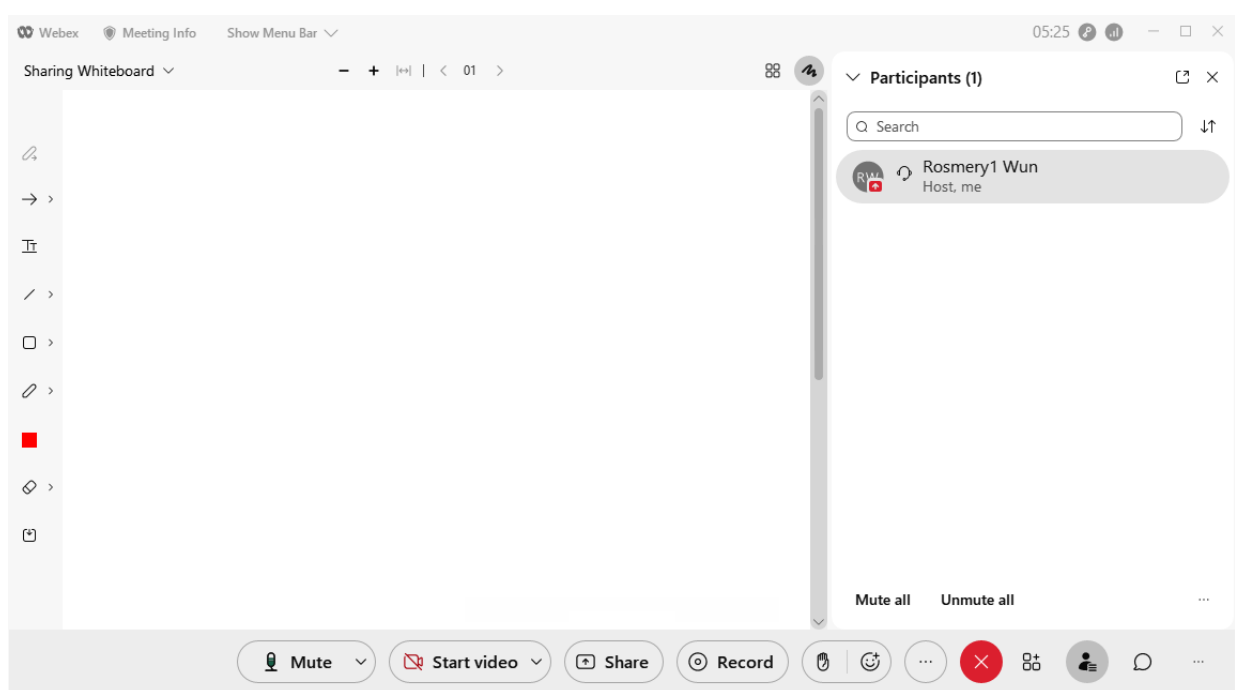 Webex Meeting Info Show Menu Bar 05:25
Sharing Whiteboard 01
Participants (1)
Search
RW Rosmery1 Wun
Host, me
Mute all Unmute all
Mute Start video Share Record